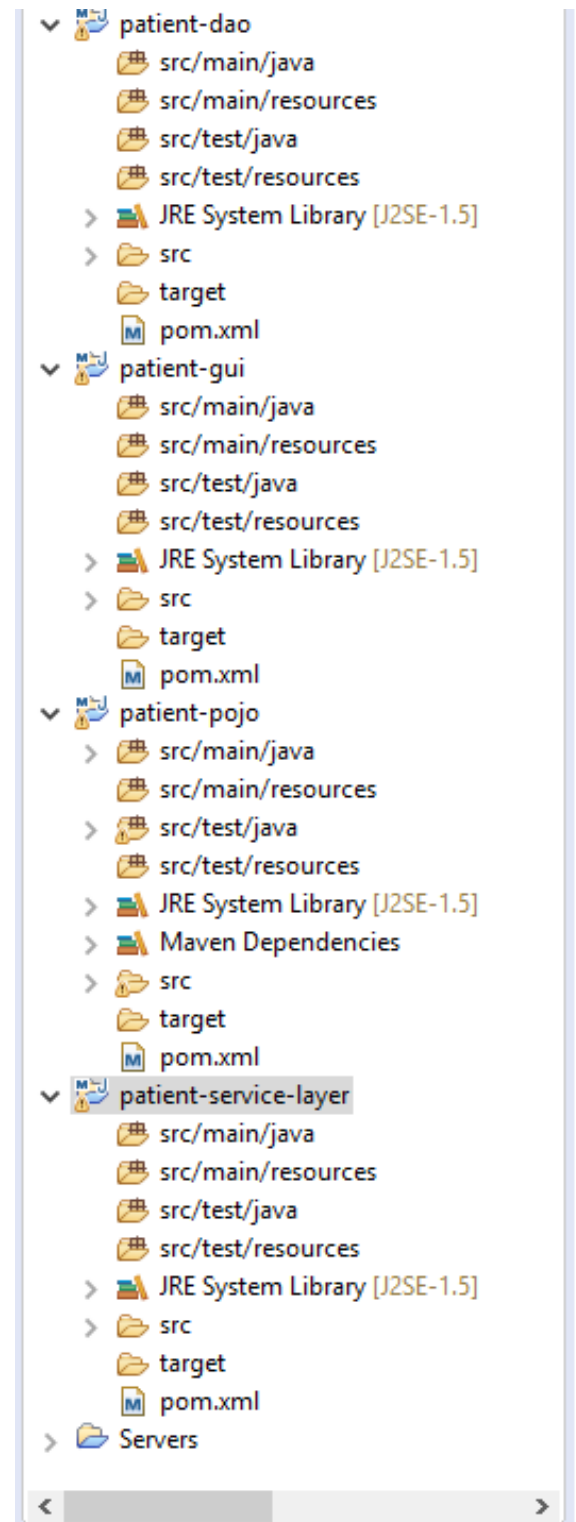 patient-dao
src/main/java
src/main/resources
src/test/java
src/test/resources
JRE System Library [J2SE-1.5]
src
target
pom.xml
patient-gui
src/main/java
src/main/resources
src/test/java
src/test/resources
JRE System Library [J2SE-1.5]
src
target
pom.xml
patient-pojo
src/main/java
src/main/resources
src/test/java
src/test/resources
JRE System Library [J2SE-1.5]
Maven Dependencies
src
target
pom.xml
patient-service-layer
src/main/java
src/main/resources
src/test/java
src/test/resources
JRE System Library [J2SE-1.5]
src
target
pom.xml
Servers